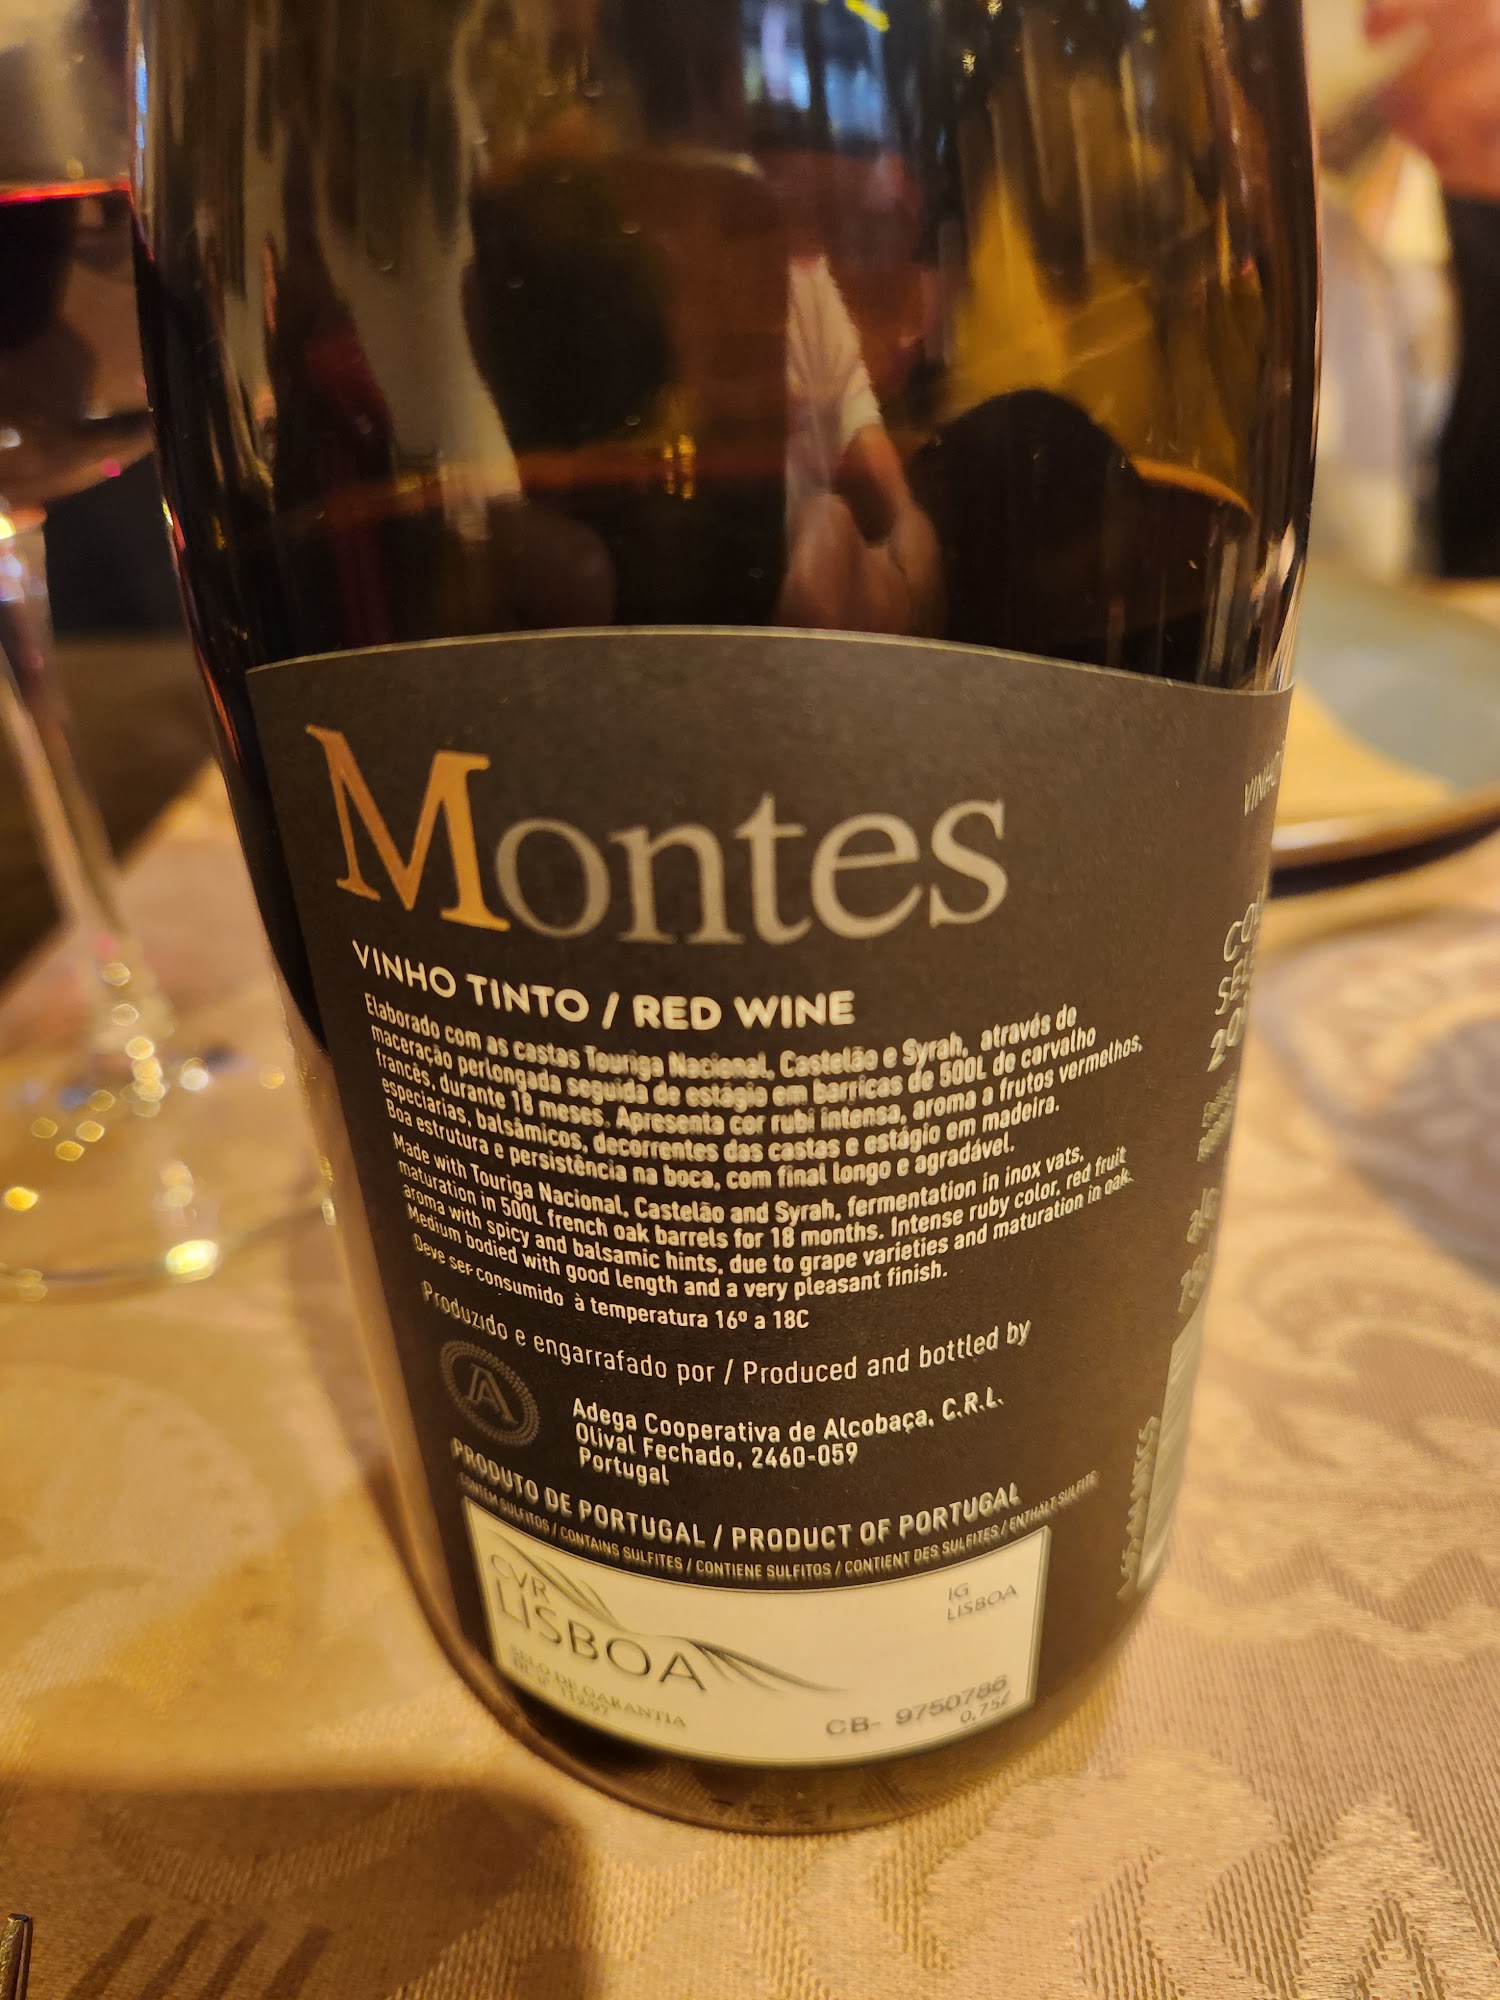 Montes
VINHO TINTO / RED WINE
Elaborado com as castas Touriga Nacional, Castelão e Syrah, através de
maceração perlongada seguida de estágio em barricas de 500L de carvalho
francês, durante 18 meses. Apresenta cor rubi intensa, aroma a frutos vermelhos,
especiarias, balsâmicos, decorrentes das castas e estágio em madeira.
Boa estrutura e persistência na boca, com final longo e agradável.
Made with Touriga Nacional, Castelão and Syrah, fermentation in inox vats,
maturation in 500L french oak barrels for 18 months. Intense ruby color, red fruit
aroma with spicy and balsamic hints, due to grape varieties and maturation in oak.
Medium bodied with good length and a very pleasant finish.
Deve ser consumido à temperatura 16º a 18C
Produzido e engarrafado por / Produced and bottled by
A
Adega Cooperativa de Alcobaça, C.R.L.
Olival Fechado, 2460-059
Portugal
PRODUTO DE PORTUGAL / PRODUCT OF PORTUGAL
CONTÉM SULFITOS / CONTAINS SULFITES / CONTIENE SULFITOS / CONTIENT DES SULFITES / ENTHALT SULFITE
CVR
LISBOA
SELO DE GARANTIA
IG
LISBOA
CB- 9750786
0,75ℓ
VINHO